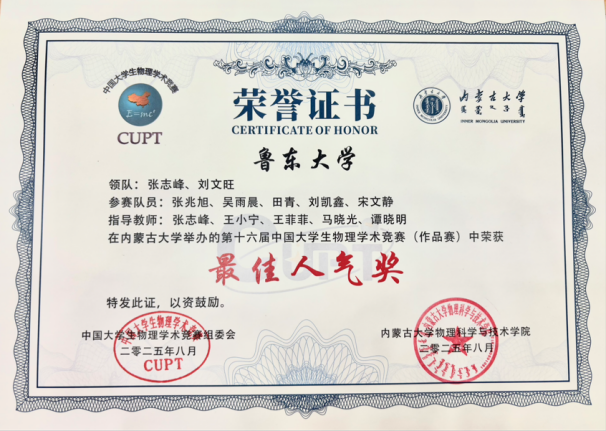 中国大学生物理学术竞赛
Σ=mc²
CUPT
荣誉证书
CERTIFICATE OF HONOR
内蒙古大学
INNER MONGOLIA UNIVERSITY
鲁东大学
领队：张志峰、刘文旺
参赛队员：张兆旭、吴雨晨、田青、刘凯鑫、宋文静
指导教师：张志峰、王小宁、王菲菲、马晓光、谭晓明
在内蒙古大学举办的第十六届中国大学生物理学术竞赛（作品赛）中荣获
最佳人气奖
特发此证，以资鼓励。
中国大学生物理学术竞赛组委会
二零二五年八月
CUPT
内蒙古大学物理科学与技术学院
二零二五年八月